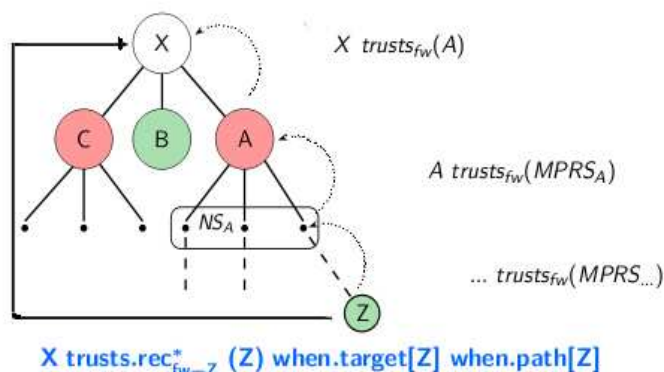 X
X trusts_fw(A)
C
B
A
A trusts_fw(MPRS_A)
NS_A
... trusts_fw(MPRS_...)
Z
X trusts.rec*_fw–Z (Z) when.target[Z] when.path[Z]